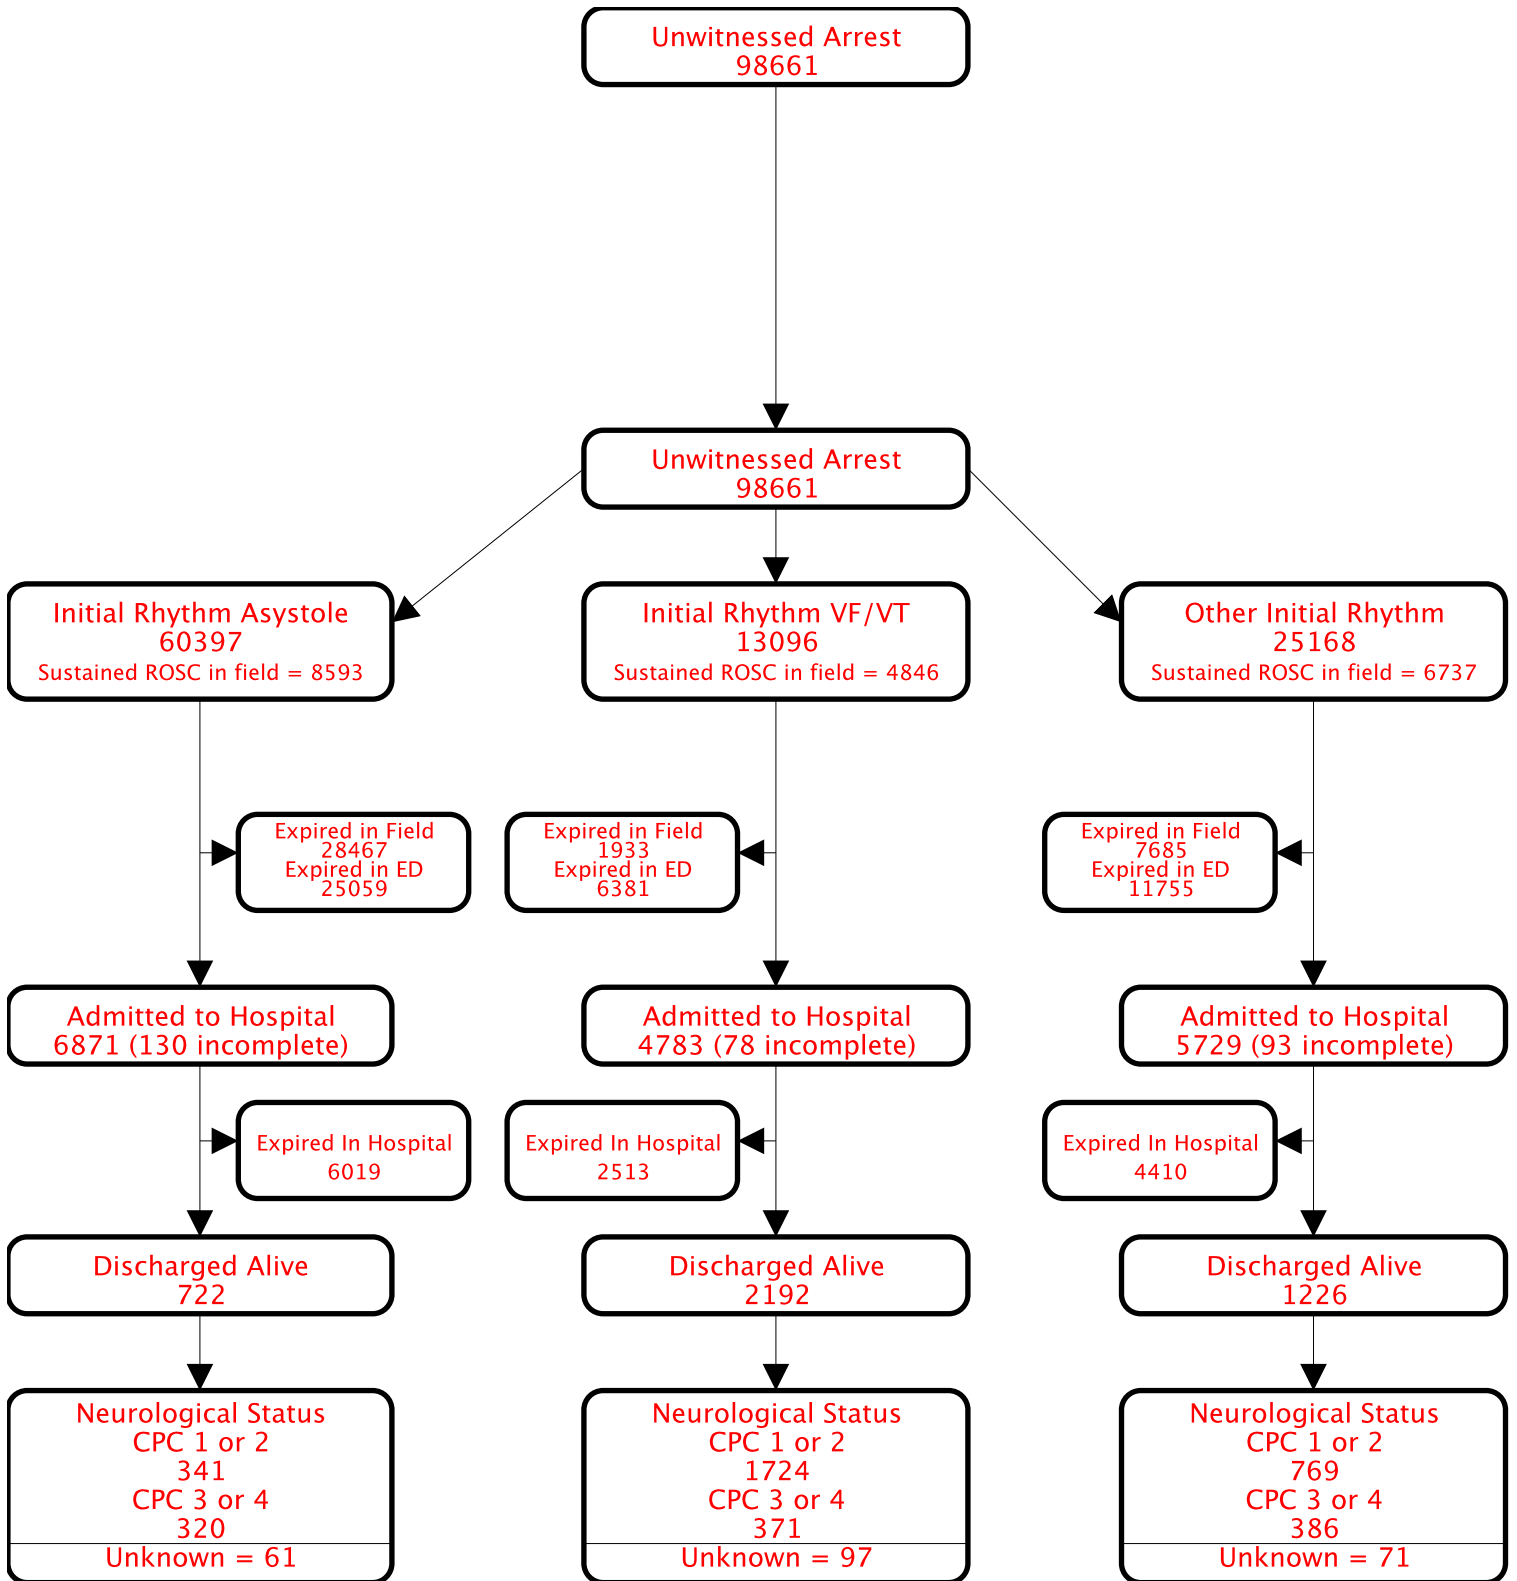 Unwitnessed Arrest
98661
Unwitnessed Arrest
98661
Initial Rhythm Asystole
60397
Sustained ROSC in field = 8593
Initial Rhythm VF/VT
13096
Sustained ROSC in field = 4846
Other Initial Rhythm
25168
Sustained ROSC in field = 6737
Expired in Field
28467
Expired in ED
25059
Expired in Field
1933
Expired in ED
6381
Expired in Field
7685
Expired in ED
11755
Admitted to Hospital
6871 (130 incomplete)
Admitted to Hospital
4783 (78 incomplete)
Admitted to Hospital
5729 (93 incomplete)
Expired In Hospital
6019
Expired In Hospital
2513
Expired In Hospital
4410
Discharged Alive
722
Discharged Alive
2192
Discharged Alive
1226
Neurological Status
CPC 1 or 2
341
CPC 3 or 4
320
Unknown = 61
Neurological Status
CPC 1 or 2
1724
CPC 3 or 4
371
Unknown = 97
Neurological Status
CPC 1 or 2
769
CPC 3 or 4
386
Unknown = 71